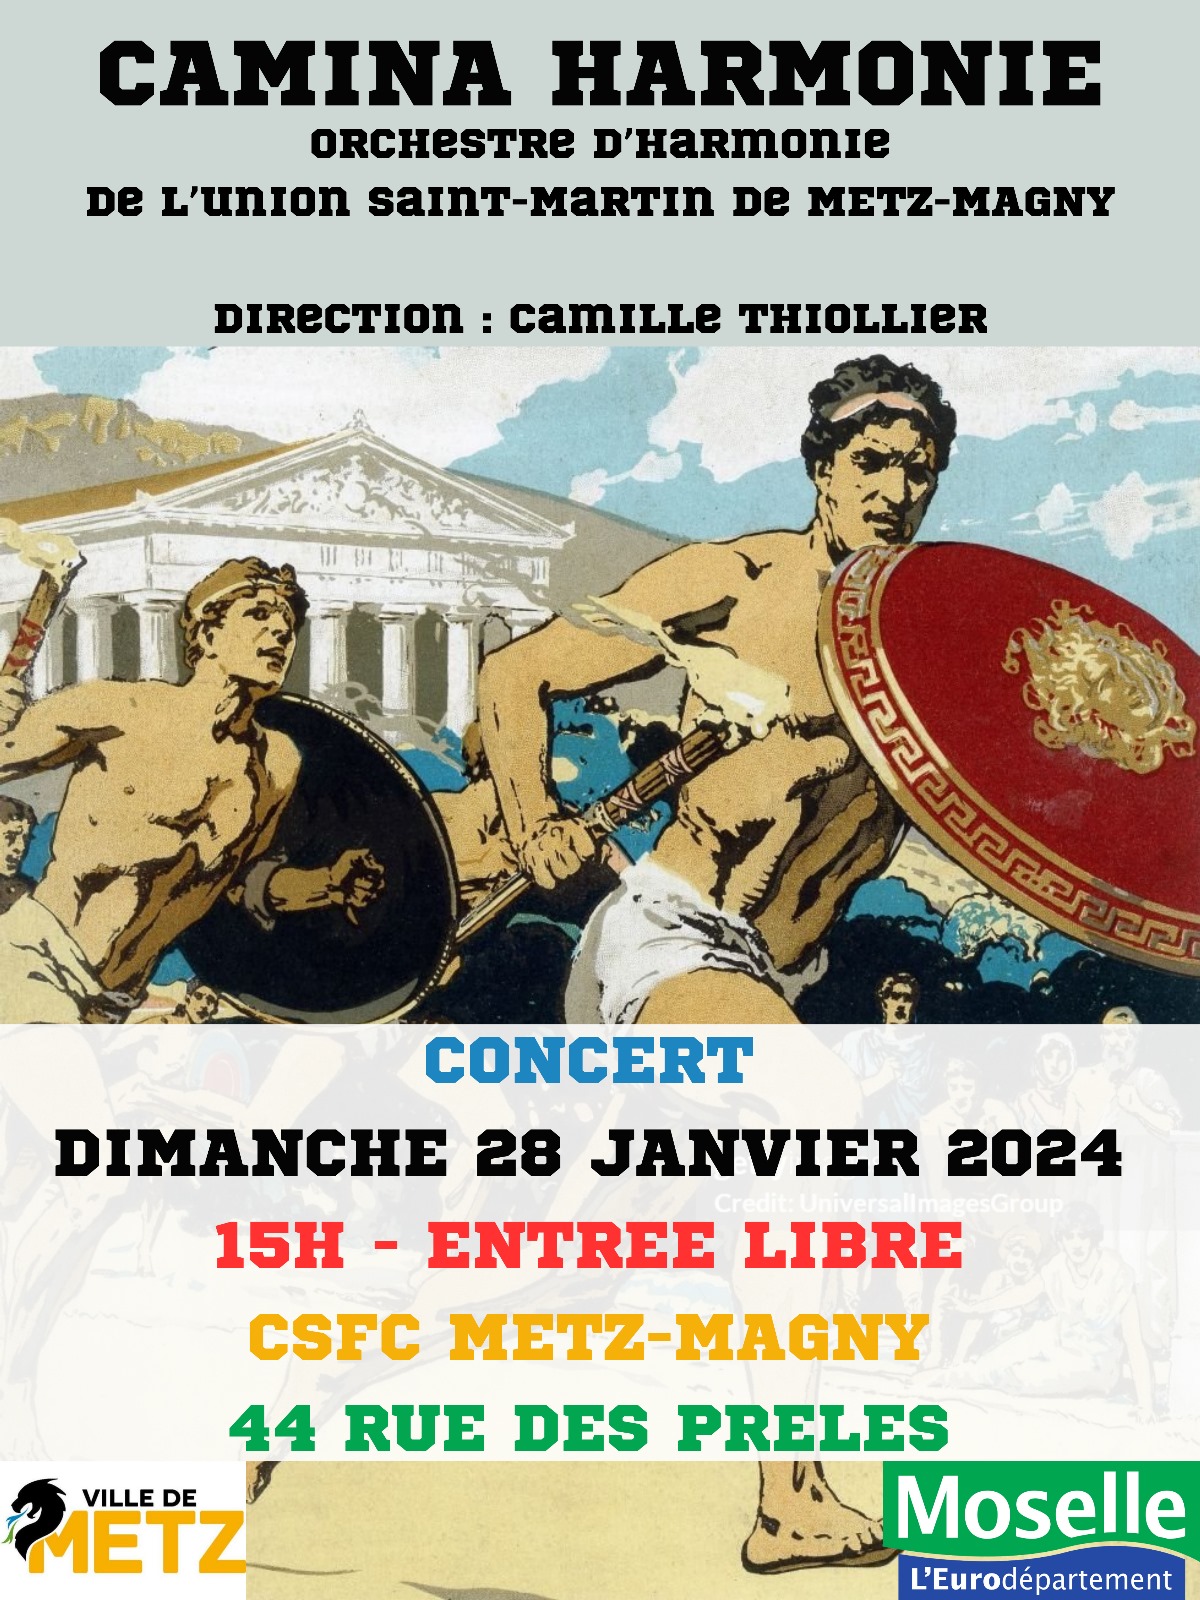 CAMINA HARMONIE
ORCHESTRE D'HARMONIE
DE L'UNION SAINT-MARTIN DE METZ-MAGNY
DIRECTION : CAMILLE THIOLLIER
CONCERT
DIMANCHE 28 JANVIER 2024
Credit: UniversalImagesGroup
15H - ENTREE LIBRE
CSFC METZ-MAGNY
44 RUE DES PRELES
VILLE DE
METZ
Moselle
L'Eurodépartement